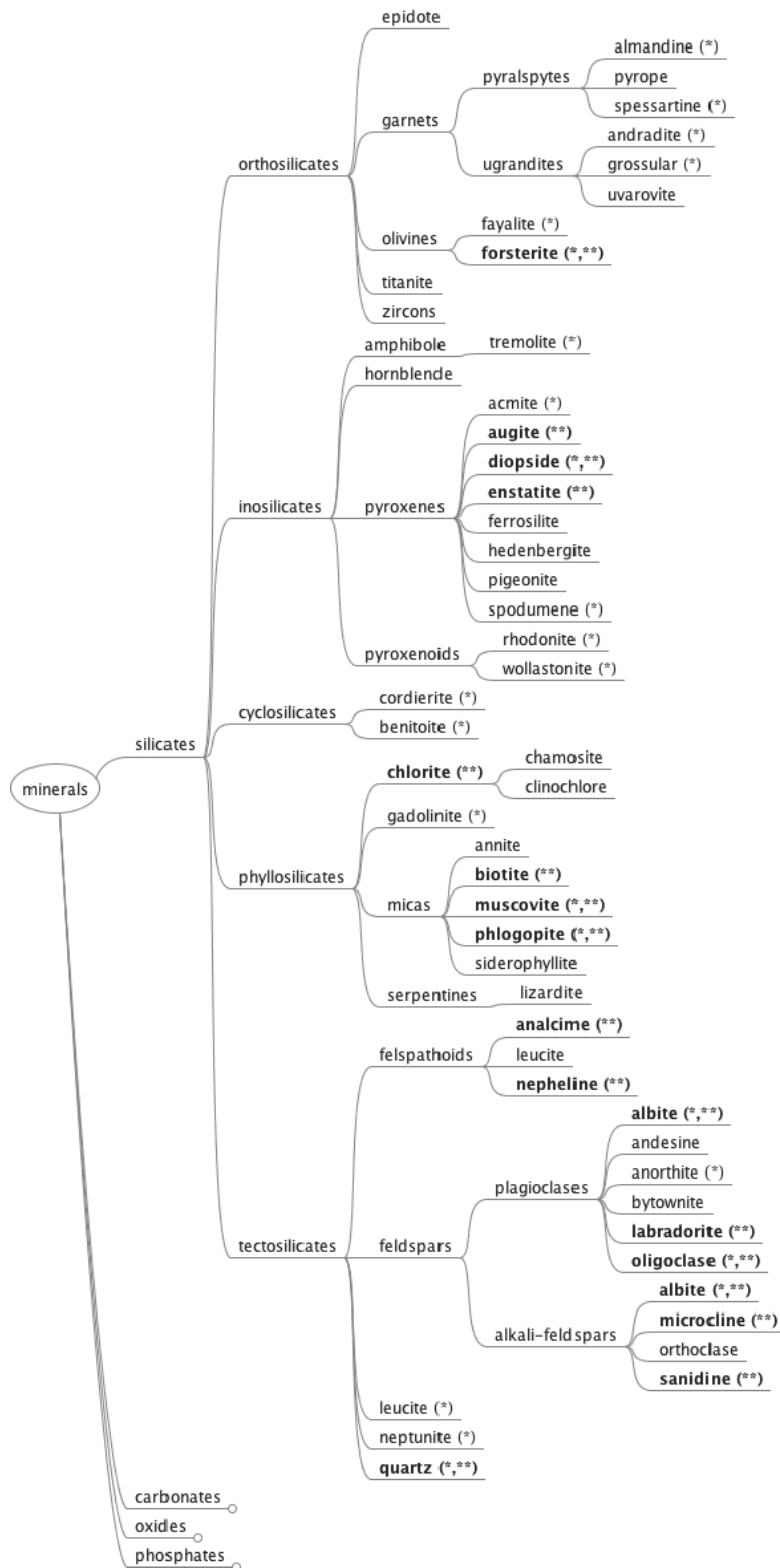 epidote
almandine (*)
pyralspytes
pyrope
spessartine (*)
garnets
andradite (*)
ugrandites
grossular (*)
uvarovite
orthosilicates
fayalite (*)
olivines
forsterite (*,**)
titanite
zircons
amphibole
tremolite (*)
hornblende
acmite (*)
augite (**)
diopside (*,**)
enstatite (**)
inosilicates
pyroxenes
ferrosilite
hedenbergite
pigeonite
spodumene (*)
rhodonite (*)
pyroxenoids
wollastonite (*)
cordierite (*)
cyclosilicates
benitoite (*)
silicates
minerals
chamosite
chlorite (**)
clinochlore
gadolinite (*)
annite
biotite (**)
phyllosilicates
micas
muscovite (*,**)
phlogopite (*,**)
siderophyllite
serpentines
lizardite
analcime (**)
felspathoids
leucite
nepheline (**)
albite (*,**)
andesine
anorthite (*)
plagioclases
bytownite
labradorite (**)
oligoclase (*,**)
tectosilicates
feldspars
albite (*,**)
microcline (**)
alkali-feldspars
orthoclase
sanidine (**)
leucite (*)
neptunite (*)
quartz (*,**)
carbonates
oxides
phosphates